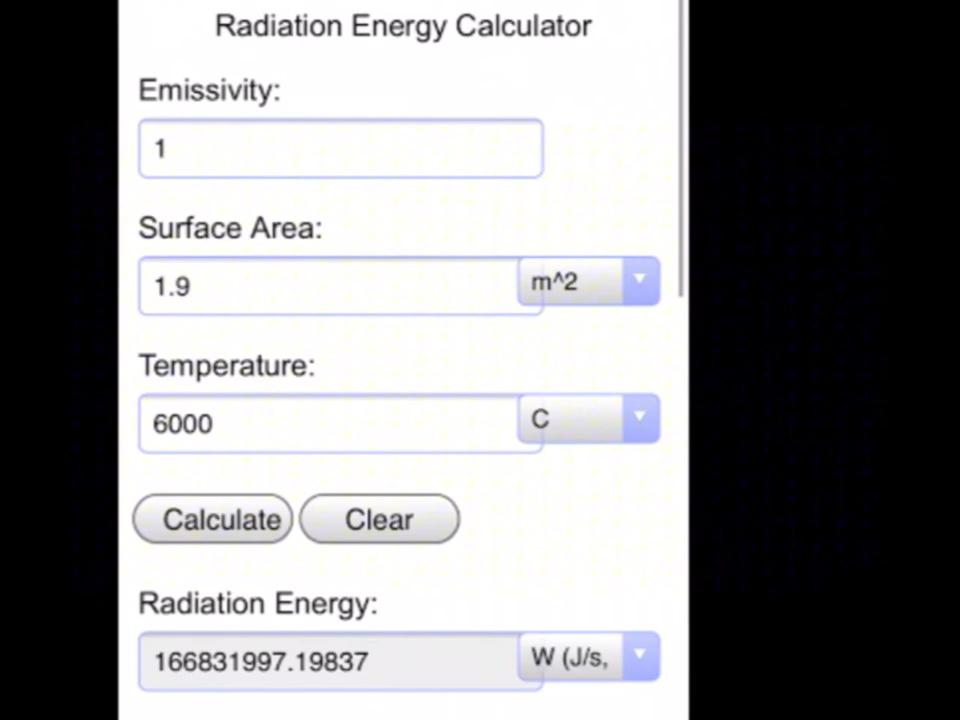 Radiation Energy Calculator
Emissivity:
1
Surface Area:
1.9 m^2
Temperature:
6000 C
Calculate Clear
Radiation Energy:
166831997.19837 W (J/s,